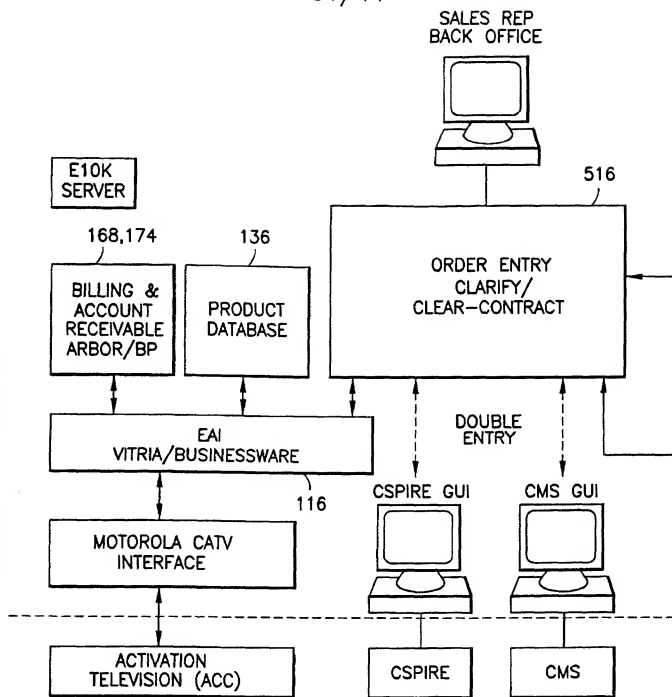 SALES REP
BACK OFFICE
E10K
SERVER
516
168,174
136
BILLING &
ACCOUNT
RECEIVABLE
ARBOR/BP
PRODUCT
DATABASE
ORDER ENTRY
CLARIFY/
CLEAR-CONTRACT
EAI
VITRIA/BUSINESSWARE
116
DOUBLE
ENTRY
CSPIRE GUI
CMS GUI
MOTOROLA CATV
INTERFACE
ACTIVATION
TELEVISION (ACC)
CSPIRE
CMS